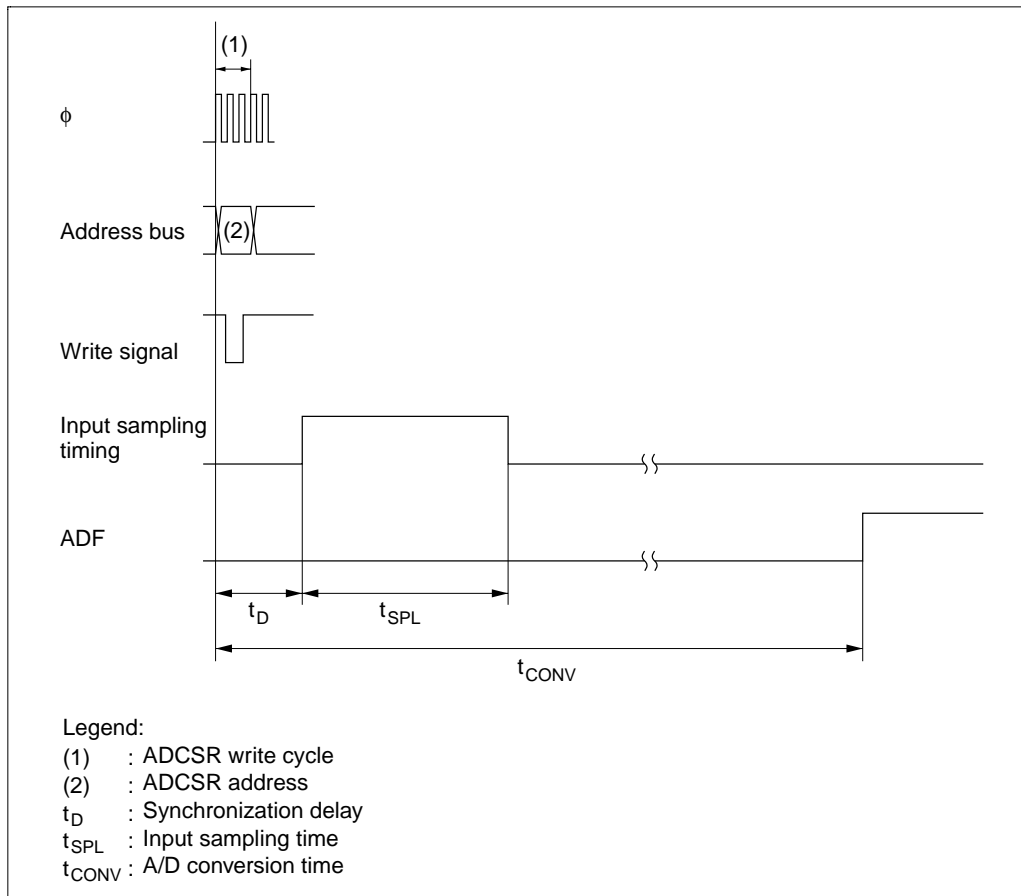 (1)
ϕ
Address bus
(2)
Write signal
Input sampling
timing
ADF
tD
tSPL
tCONV
Legend:
(1) : ADCSR write cycle
(2) : ADCSR address
tD : Synchronization delay
tSPL : Input sampling time
tCONV : A/D conversion time